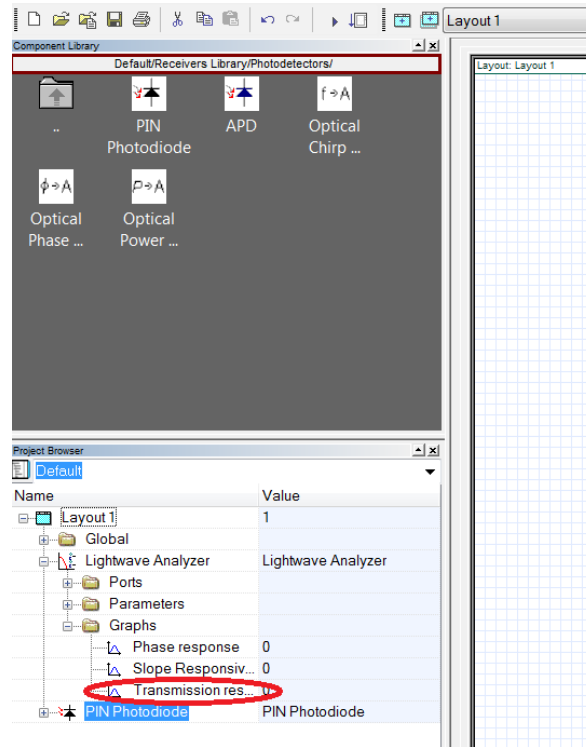 Layout 1
Component Library
Default/Receivers Library/Photodetectors/
Layout: Layout 1
..
PIN Photodiode
APD
Optical Chirp ...
f→A
ϕ→A
P→A
Optical Phase ...
Optical Power ...
Project Browser
Default
Name Value
Layout 1 1
Global
Lightwave Analyzer Lightwave Analyzer
Ports
Parameters
Graphs
Phase response 0
Slope Responsiv... 0
Transmission res... 0
PIN Photodiode PIN Photodiode